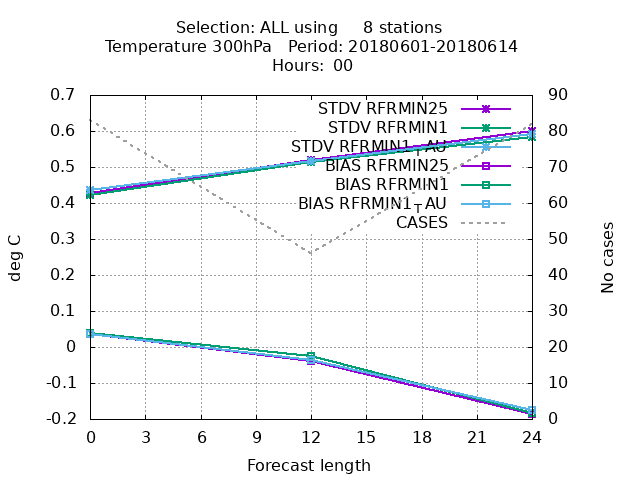 Selection: ALL using     8 stations
Temperature 300hPa   Period: 20180601-20180614
Hours:  00
0.7 90
STDV RFRMIN25
0.6 80
STDV RFRMIN1
STDV RFRMIN1TAU
0.5 70
BIAS RFRMIN25
BIAS RFRMIN1
0.4 60
BIAS RFRMIN1TAU
CASES
0.3 50
deg C
No cases
0.2 40
0.1 30
0 20
-0.1 10
-0.2 0
0 3 6 9 12 15 18 21 24
Forecast length